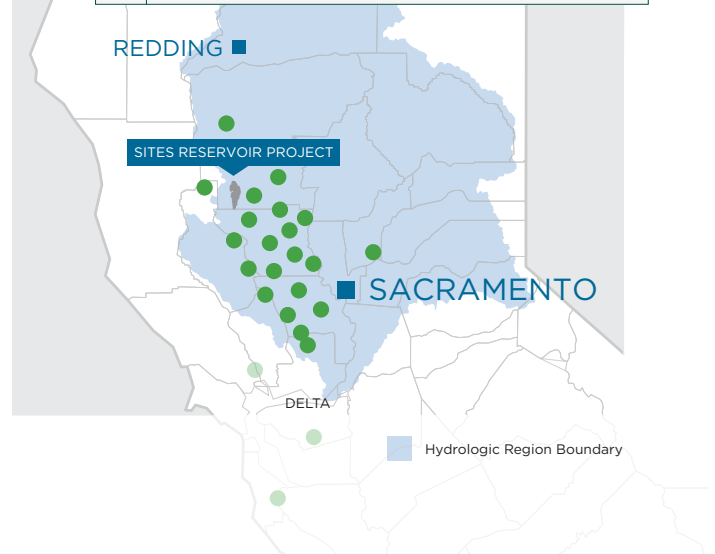 REDDING
SITES RESERVOIR PROJECT
SACRAMENTO
DELTA
Hydrologic Region Boundary